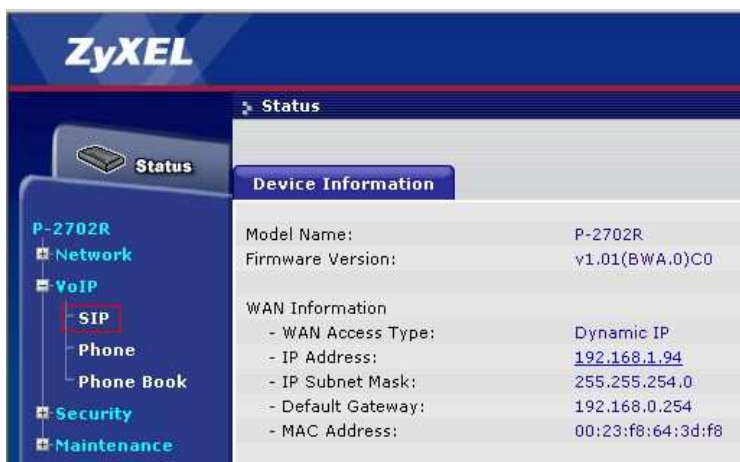 ZyXEL
Status
Status
Device Information
P-2702R
Network
VoIP
SIP
Phone
Phone Book
Security
Maintenance
Model Name: P-2702R
Firmware Version: v1.01(BWA.0)C0
WAN Information
- WAN Access Type: Dynamic IP
- IP Address: 192.168.1.94
- IP Subnet Mask: 255.255.254.0
- Default Gateway: 192.168.0.254
- MAC Address: 00:23:f8:64:3d:f8